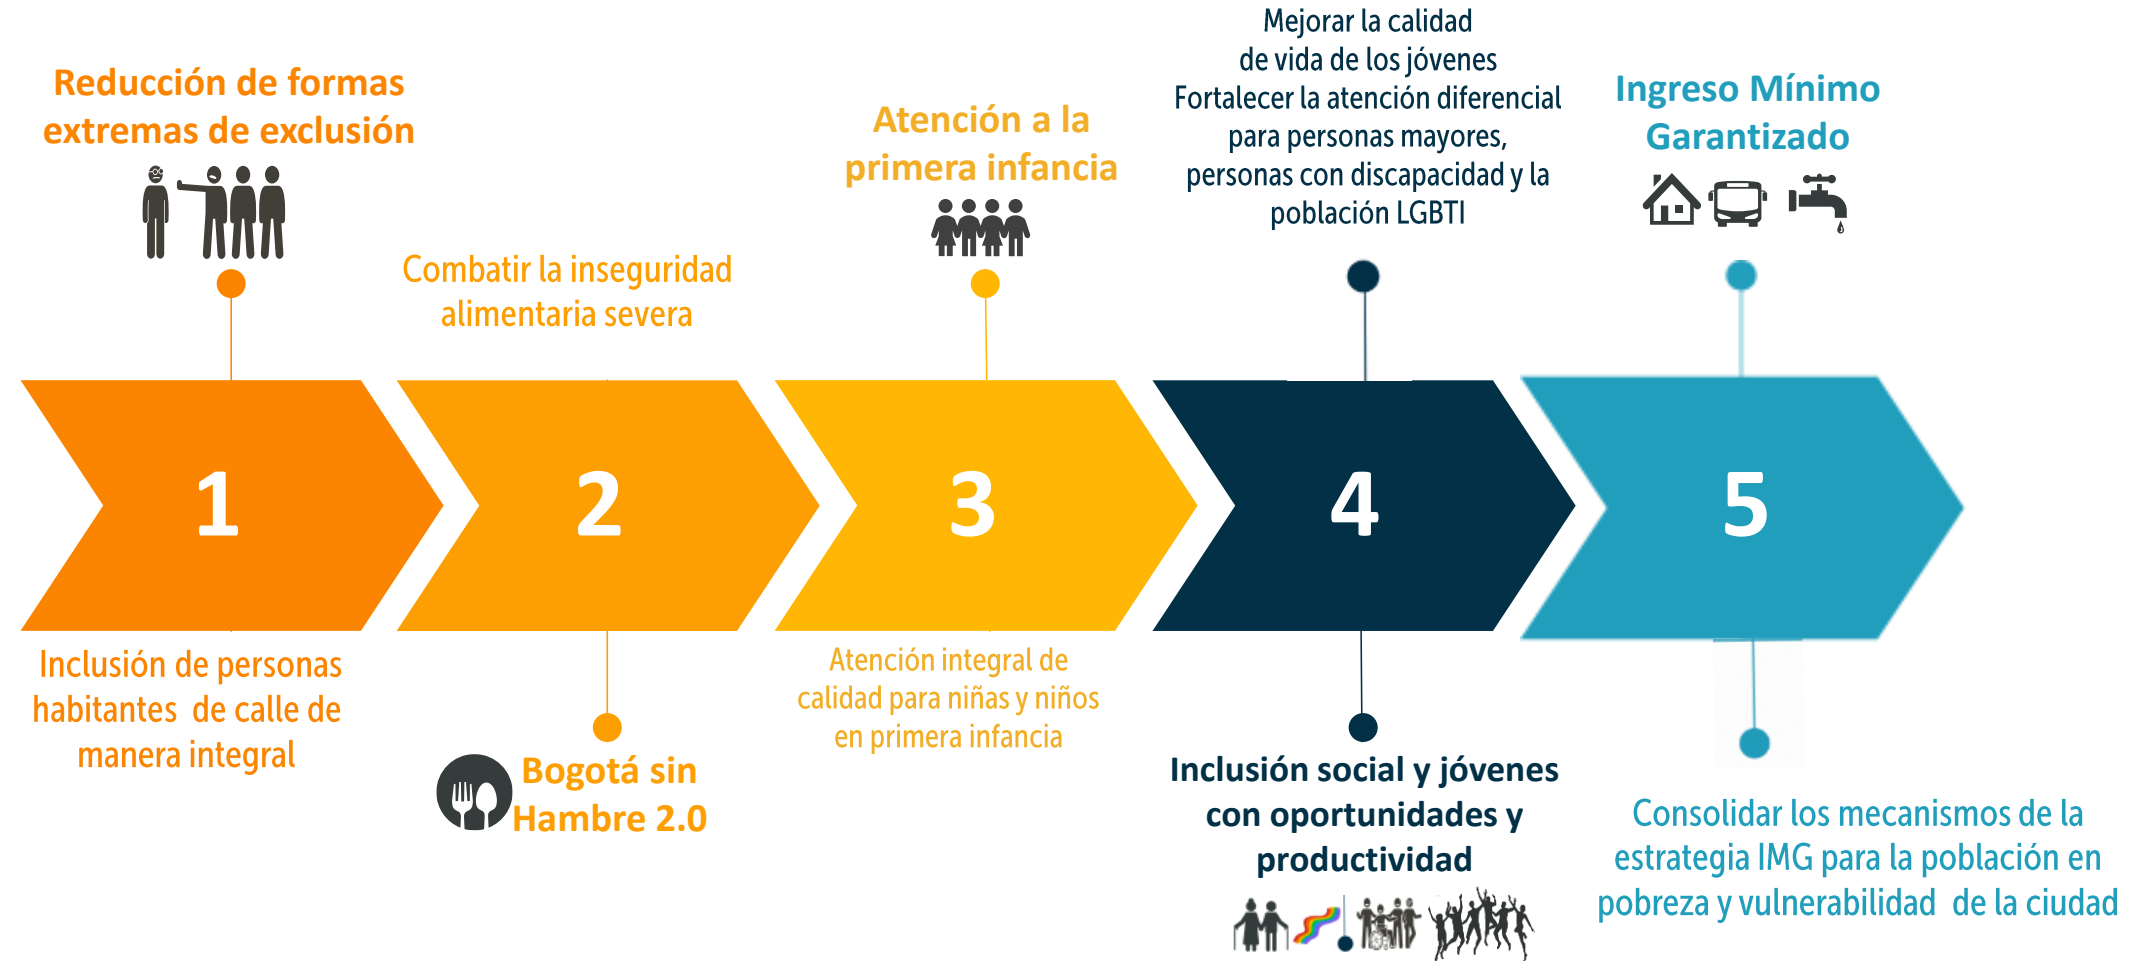 Reducción de formas
extremas de exclusión
1
Inclusión de personas
habitantes de calle de
manera integral
Combatir la inseguridad
alimentaria severa
2
Bogotá sin
Hambre 2.0
Atención a la
primera infancia
3
Atención integral de
calidad para niñas y niños
en primera infancia
Mejorar la calidad
de vida de los jóvenes
Fortalecer la atención diferencial
para personas mayores,
personas con discapacidad y la
población LGBTI
4
Inclusión social y jóvenes
con oportunidades y
productividad
Ingreso Mínimo
Garantizado
5
Consolidar los mecanismos de la
estrategia IMG para la población en
pobreza y vulnerabilidad de la ciudad